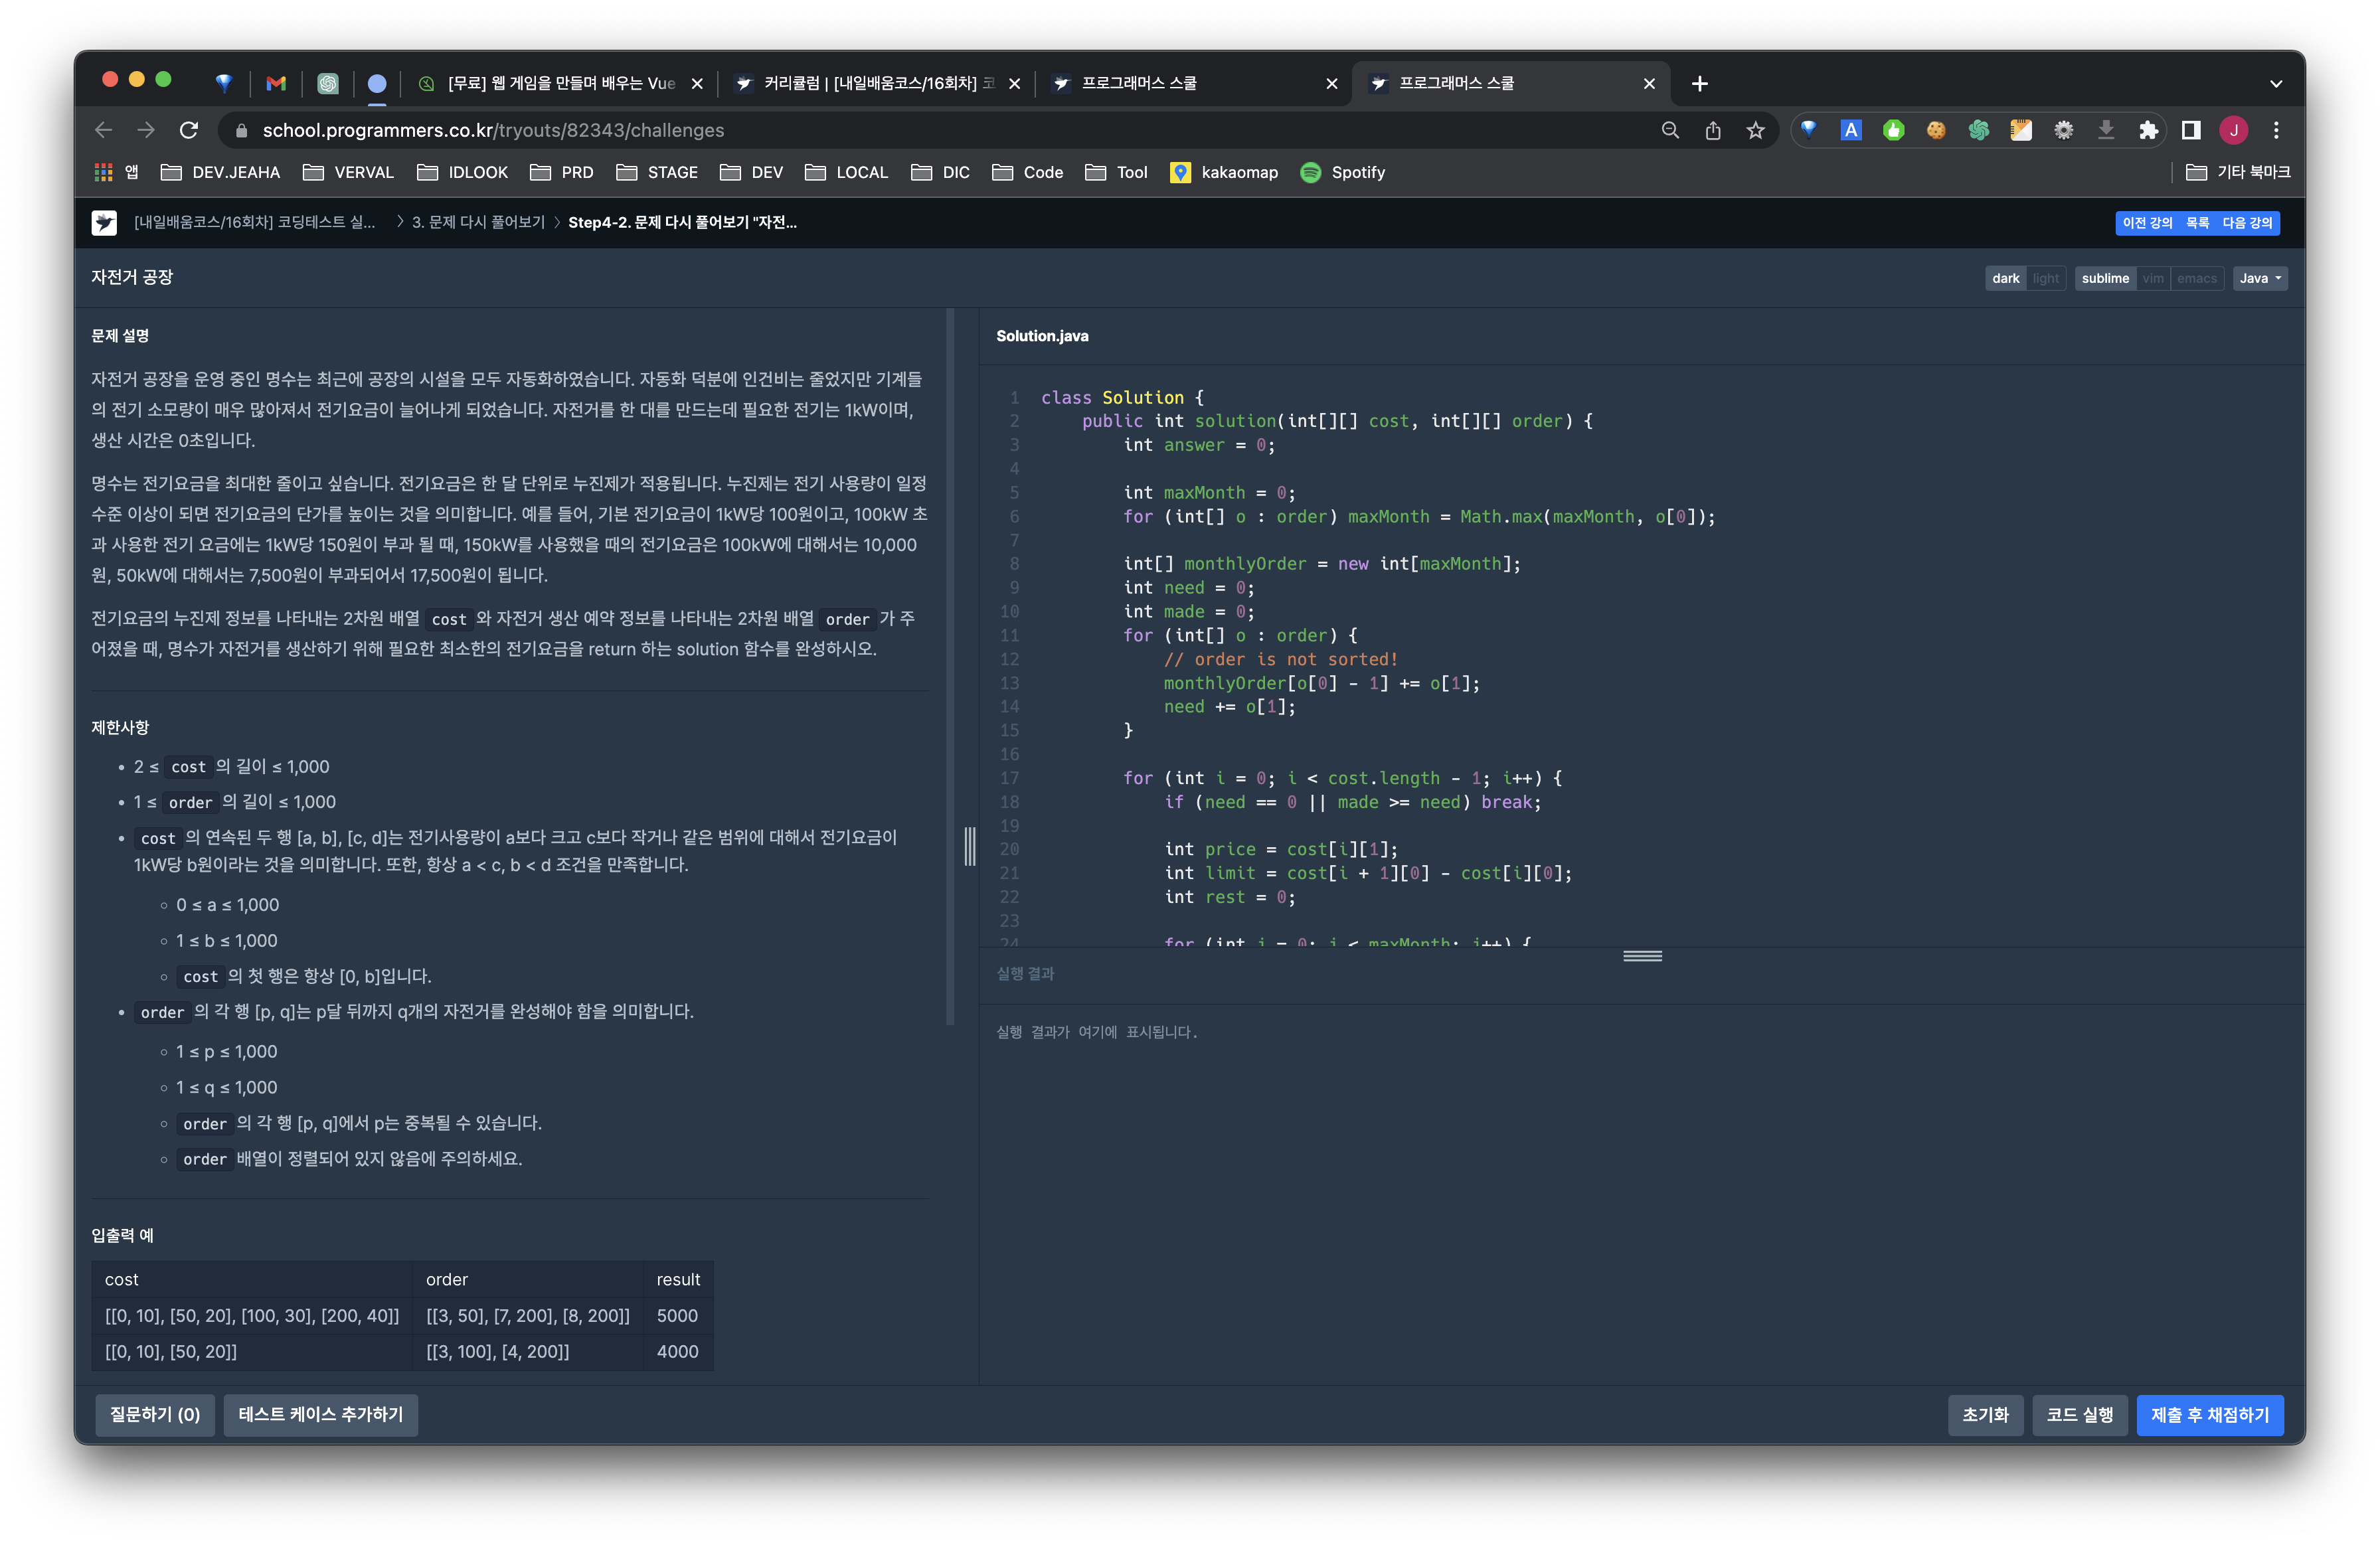 [무료] 웹 게임을 만들며 배우는 Vue
커리큘럼 | [내일배움코스/16회차] 코
프로그래머스 스쿨
프로그래머스 스쿨
school.programmers.co.kr/tryouts/82343/challenges
A
J
앱
DEV.JEAHA
VERVAL
IDLOOK
PRD
STAGE
DEV
LOCAL
DIC
Code
Tool
kakaomap
Spotify
기타 북마크
[내일배움코스/16회차] 코딩테스트 실... > 3. 문제 다시 풀어보기 > Step4-2. 문제 다시 풀어보기 "자전...
이전 강의 목록 다음 강의
자전거 공장
dark light sublime vim emacs Java
문제 설명
자전거 공장을 운영 중인 명수는 최근에 공장의 시설을 모두 자동화하였습니다. 자동화 덕분에 인건비는 줄었지만 기계들
의 전기 소모량이 매우 많아져서 전기요금이 늘어나게 되었습니다. 자전거를 한 대를 만드는데 필요한 전기는 1kW이며,
생산 시간은 0초입니다.
명수는 전기요금을 최대한 줄이고 싶습니다. 전기요금은 한 달 단위로 누진제가 적용됩니다. 누진제는 전기 사용량이 일정
수준 이상이 되면 전기요금의 단가를 높이는 것을 의미합니다. 예를 들어, 기본 전기요금이 1kW당 100원이고, 100kW 초
과 사용한 전기 요금에는 1kW당 150원이 부과 될 때, 150kW를 사용했을 때의 전기요금은 100kW에 대해서는 10,000
원, 50kW에 대해서는 7,500원이 부과되어서 17,500원이 됩니다.
전기요금의 누진제 정보를 나타내는 2차원 배열 cost 와 자전거 생산 예약 정보를 나타내는 2차원 배열 order 가 주
어졌을 때, 명수가 자전거를 생산하기 위해 필요한 최소한의 전기요금을 return 하는 solution 함수를 완성하시오.
제한사항
• 2 ≤ cost 의 길이 ≤ 1,000
• 1 ≤ order 의 길이 ≤ 1,000
• cost 의 연속된 두 행 [a, b], [c, d]는 전기사용량이 a보다 크고 c보다 작거나 같은 범위에 대해서 전기요금이
1kW당 b원이라는 것을 의미합니다. 또한, 항상 a < c, b < d 조건을 만족합니다.
◦ 0 ≤ a ≤ 1,000
◦ 1 ≤ b ≤ 1,000
◦ cost 의 첫 행은 항상 [0, b]입니다.
• order 의 각 행 [p, q]는 p달 뒤까지 q개의 자전거를 완성해야 함을 의미합니다.
◦ 1 ≤ p ≤ 1,000
◦ 1 ≤ q ≤ 1,000
◦ order 의 각 행 [p, q]에서 p는 중복될 수 있습니다.
◦ order 배열이 정렬되어 있지 않음에 주의하세요.
입출력 예
cost order result
[[0, 10], [50, 20], [100, 30], [200, 40]] [[3, 50], [7, 200], [8, 200]] 5000
[[0, 10], [50, 20]] [[3, 100], [4, 200]] 4000
Solution.java
1 class Solution {
2     public int solution(int[][] cost, int[][] order) {
3         int answer = 0;
4
5         int maxMonth = 0;
6         for (int[] o : order) maxMonth = Math.max(maxMonth, o[0]);
7
8         int[] monthlyOrder = new int[maxMonth];
9         int need = 0;
10         int made = 0;
11         for (int[] o : order) {
12             // order is not sorted!
13             monthlyOrder[o[0] - 1] += o[1];
14             need += o[1];
15         }
16
17         for (int i = 0; i < cost.length - 1; i++) {
18             if (need == 0 || made >= need) break;
19
20             int price = cost[i][1];
21             int limit = cost[i + 1][0] - cost[i][0];
22             int rest = 0;
23
24             for (int j = 0; j < maxMonth; j++) {
실행 결과
실행 결과가 여기에 표시됩니다.
질문하기 (0)
테스트 케이스 추가하기
초기화
코드 실행
제출 후 채점하기